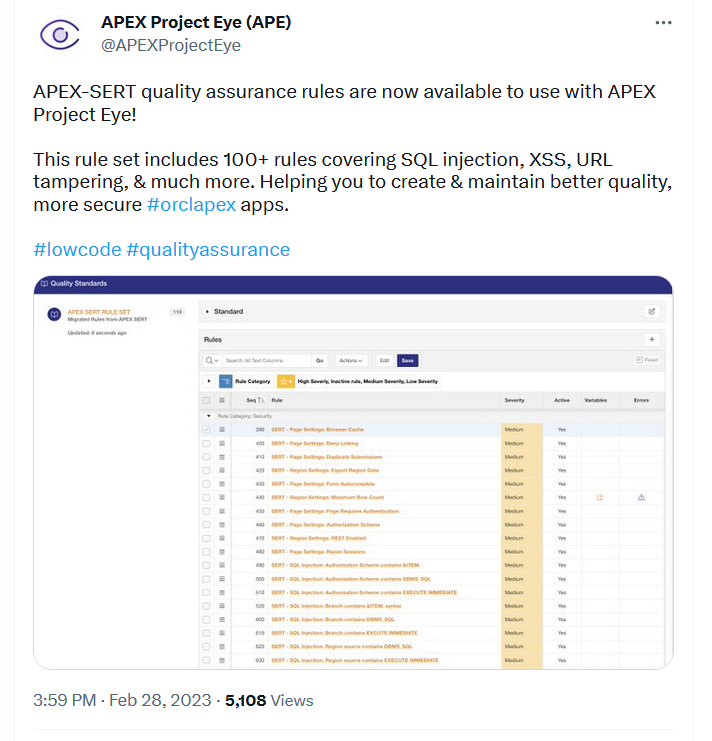 APEX Project Eye (APE)
@APEXProjectEye
APEX-SERT quality assurance rules are now available to use with APEX
Project Eye!
This rule set includes 100+ rules covering SQL injection, XSS, URL
tampering, & much more. Helping you to create & maintain better quality,
more secure #orclapex apps.
#lowcode #qualityassurance
Quality Standards
APEX SERT RULE SET 119
Migrated Rules from APEX SERT
Updated: 8 seconds ago
Standard
Rules
Search: All Text Columns Go Actions Edit Save Reset
Rule Category High Severity, Inactive rule, Medium Severity, Low Severity
Seq Rule Severity Active Variables Errors
Rule Category: Security
390 SERT - Page Settings: Browser Cache Medium Yes
400 SERT - Page Settings: Deep Linking Medium Yes
410 SERT - Page Settings: Duplicate Submissions Medium Yes
420 SERT - Region Settings: Export Region Data Medium Yes
430 SERT - Page Settings: Form Autocomplete Medium Yes
440 SERT - Region Settings: Maximum Row Count Medium Yes
450 SERT - Page Settings: Page Requires Authentication Medium Yes
460 SERT - Page Settings: Authorization Scheme Medium Yes
470 SERT - Region Settings: REST Enabled Medium Yes
480 SERT - Page Settings: Rejoin Sessions Medium Yes
490 SERT - SQL Injection: Authorization Scheme contains &ITEM. Medium Yes
500 SERT - SQL Injection: Authorization Scheme contains DBMS_SQL Medium Yes
510 SERT - SQL Injection: Authorization Scheme contains EXECUTE IMMEDIATE Medium Yes
520 SERT - SQL Injection: Branch contains &ITEM. syntax Medium Yes
600 SERT - SQL Injection: Branch contains DBMS_SQL Medium Yes
610 SERT - SQL Injection: Branch contains EXCUTE IMMEDIATE Medium Yes
620 SERT - SQL Injection: Region source contains DBMS_SQL Medium Yes
630 SERT - SQL Injection: Region source contains EXECUTE IMMEDIATE Medium Yes
3:59 PM · Feb 28, 2023 · 5,108 Views